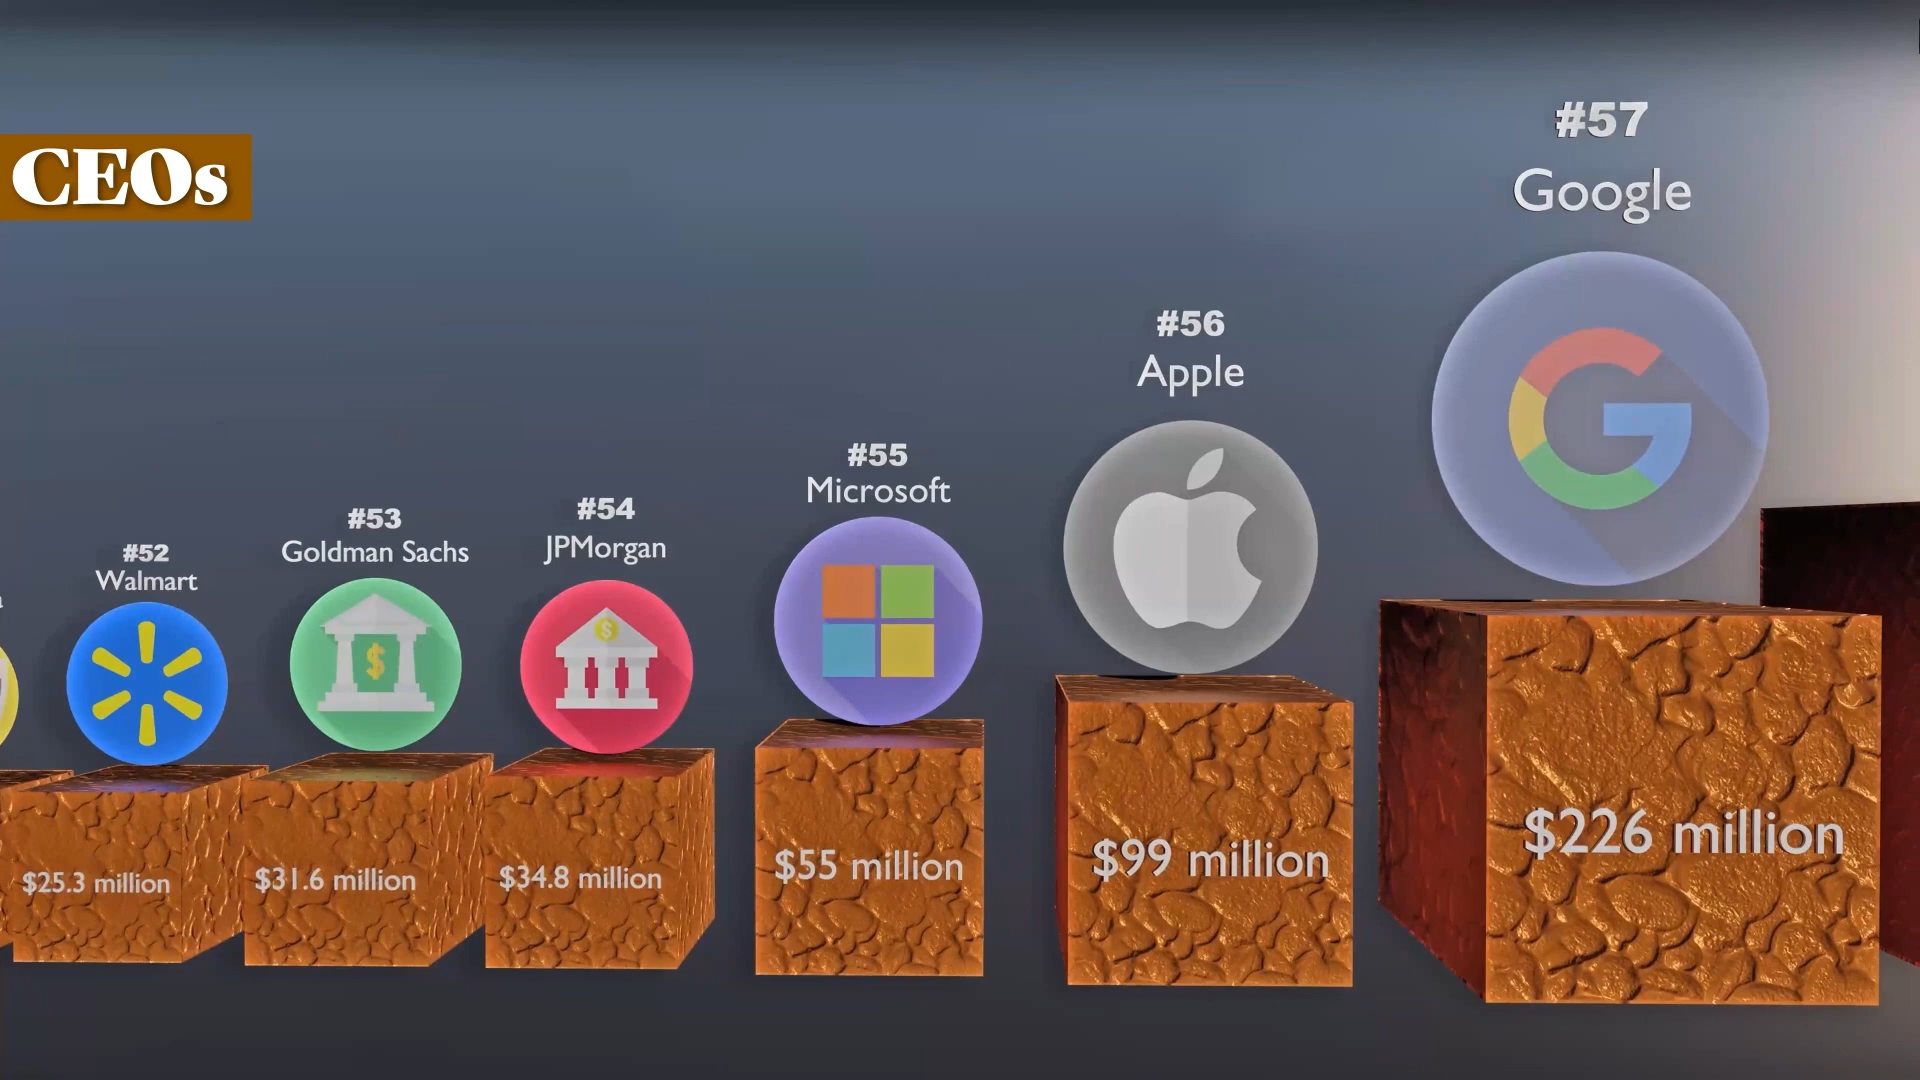 CEOs
#52
Walmart
$25.3 million
#53
Goldman Sachs
$31.6 million
#54
JPMorgan
$34.8 million
#55
Microsoft
$55 million
#56
Apple
$99 million
#57
Google
$226 million